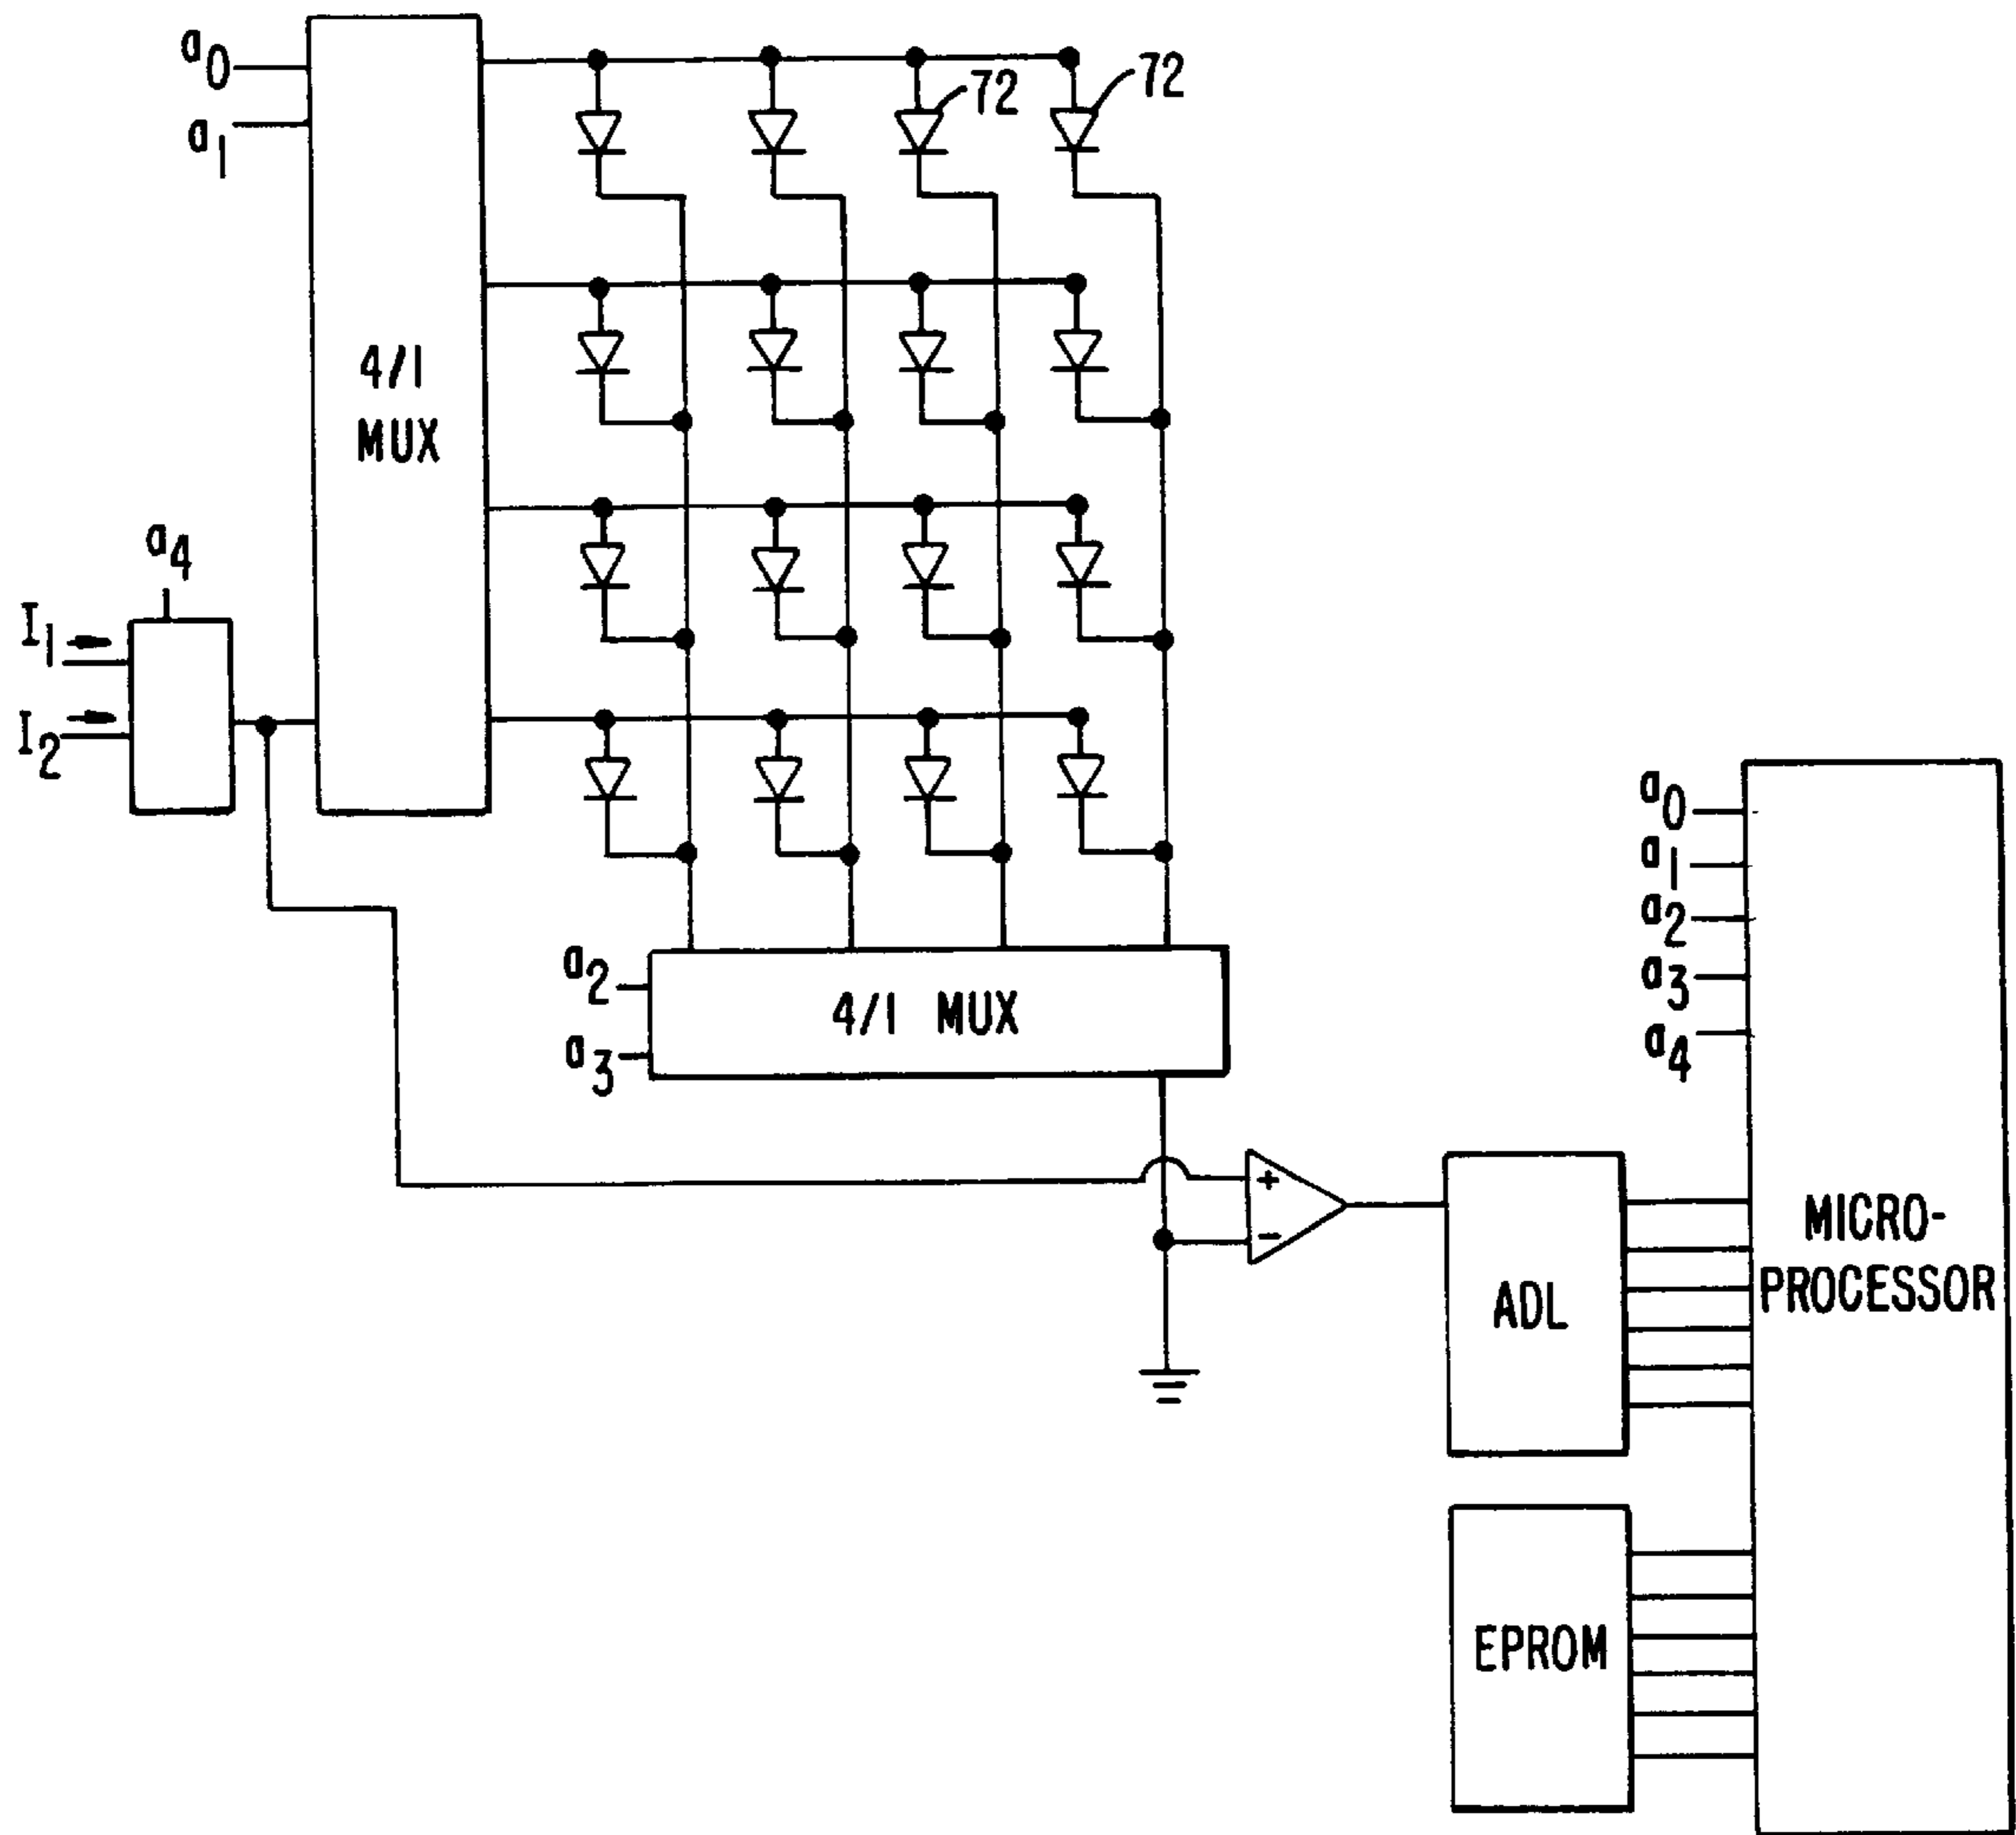 a0
a1
72
72
4/1
MUX
a4
I1
I2
a2
a3
4/1 MUX
+
−
a0
a1
a2
a3
a4
MICRO-
PROCESSOR
ADL
EPROM